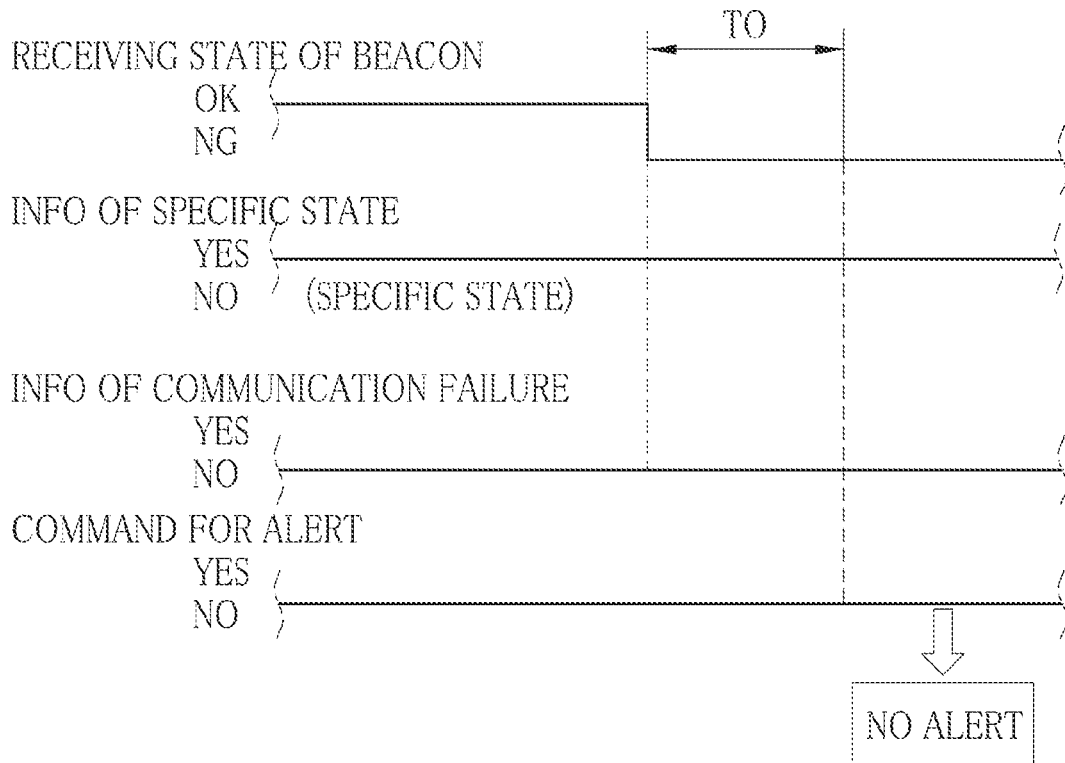 TO
RECEIVING STATE OF BEACON
OK
NG
INFO OF SPECIFIC STATE
YES
NO (SPECIFIC STATE)
INFO OF COMMUNICATION FAILURE
YES
NO
COMMAND FOR ALERT
YES
NO
NO ALERT